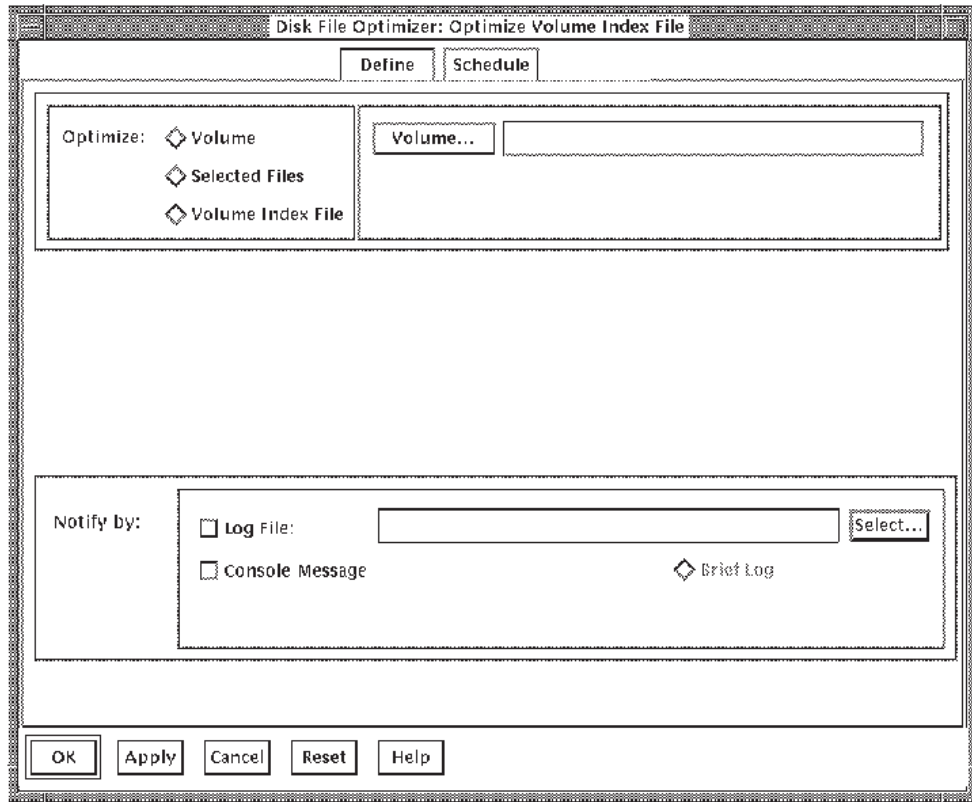 Disk File Optimizer: Optimize Volume Index File
Define
Schedule
Optimize:
Volume
Volume...
Selected Files
Volume Index File
Notify by:
Log File:
Select...
Console Message
Brief Log
OK
Apply
Cancel
Reset
Help